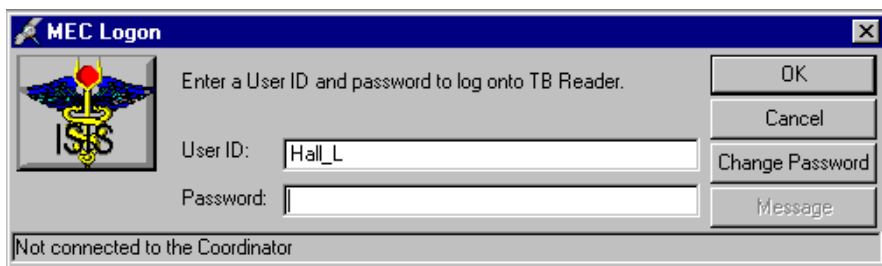 MEC Logon
ISIS
Enter a User ID and password to log onto TB Reader.
User ID:
Hall_L
Password:
OK
Cancel
Change Password
Message
Not connected to the Coordinator